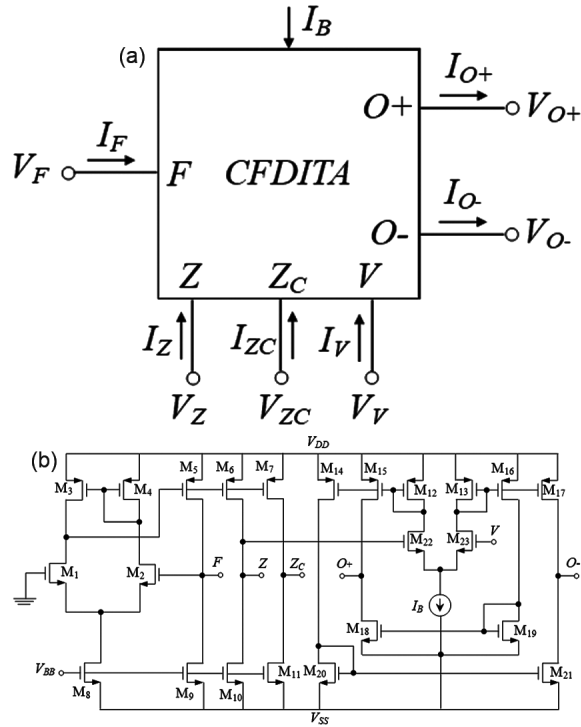 (a)
I_B
I_F
V_F
F
CFDITA
O+
I_O+
V_O+
O-
I_O-
V_O-
Z
Z_C
V
I_Z
I_ZC
I_V
V_Z
V_ZC
V_V
(b)
V_DD
M_3 M_4 M_5 M_6 M_7 M_14 M_15 M_12 M_13 M_16 M_17
M_22 M_23 V
M_1 M_2 F Z Z_C O+ O-
I_B
M_18 M_19
V_BB
M_8 M_9 M_10 M_11 M_20 M_21
V_SS